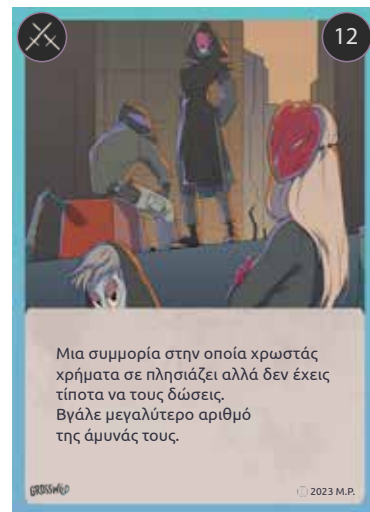 12
Μια συμμορία στην οποία χρωστάς
χρήματα σε πλησιάζει αλλά δεν έχεις
τίποτα να τους δώσεις.
Βγάλε μεγαλύτερο αριθμό
της άμυνάς τους.
GROSSWILD
2023 M.P.